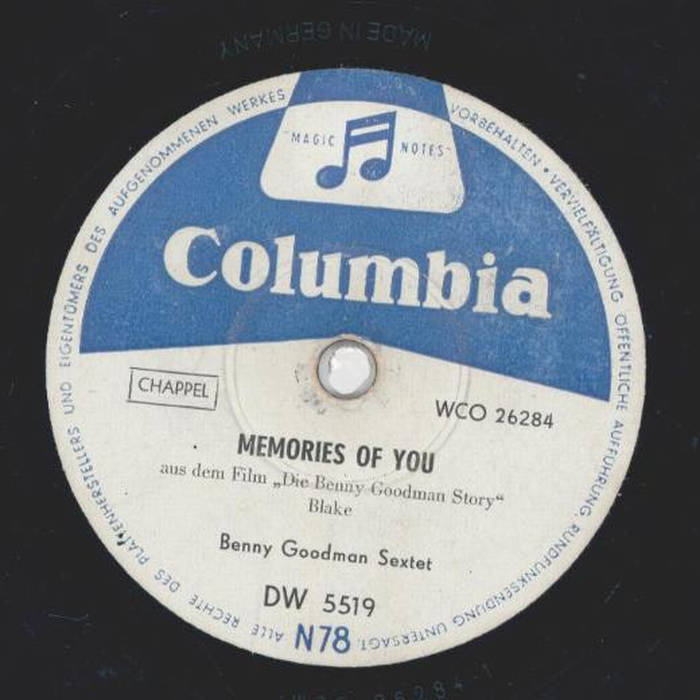 MADE IN GERMANY
ALLE RECHTE DES PLATTENHERSTELLERS UND EIGENTÜMERS DES AUFGENOMMENEN WERKES VORBEHALTEN • VERVIELFÄLTIGUNG ÖFFENTLICHE AUFFÜHRUNG, RUNDFUNKSENDUNG UNTERSAGT.
"MAGIC NOTES"
Columbia
CHAPPEL
WCO 26284
MEMORIES OF YOU
aus dem Film „Die Benny Goodman Story“
Blake
Benny Goodman Sextet
DW 5519
N78